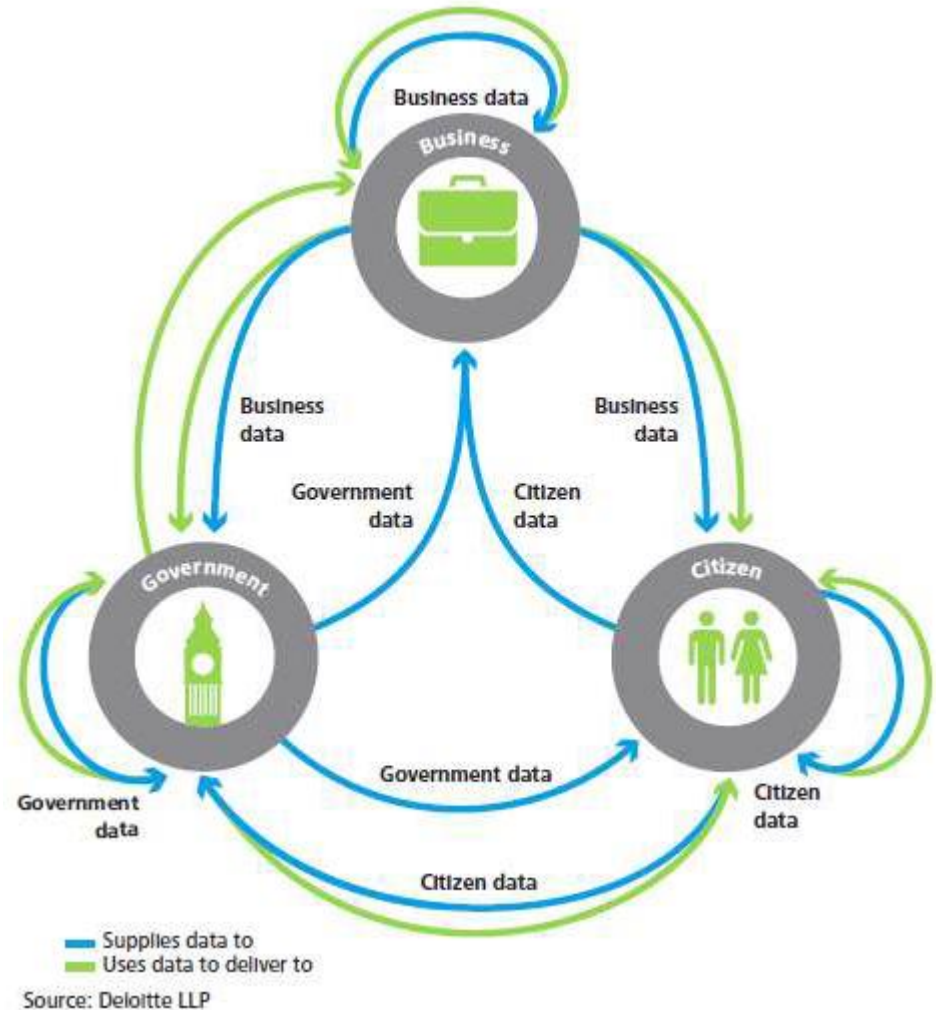 Business data
Business
Business
data
Business
data
Government
data
Citizen
data
Government
Citizen
Government data
Government
data
Citizen
data
Citizen data
Supplies data to
Uses data to deliver to
Source: Deloitte LLP